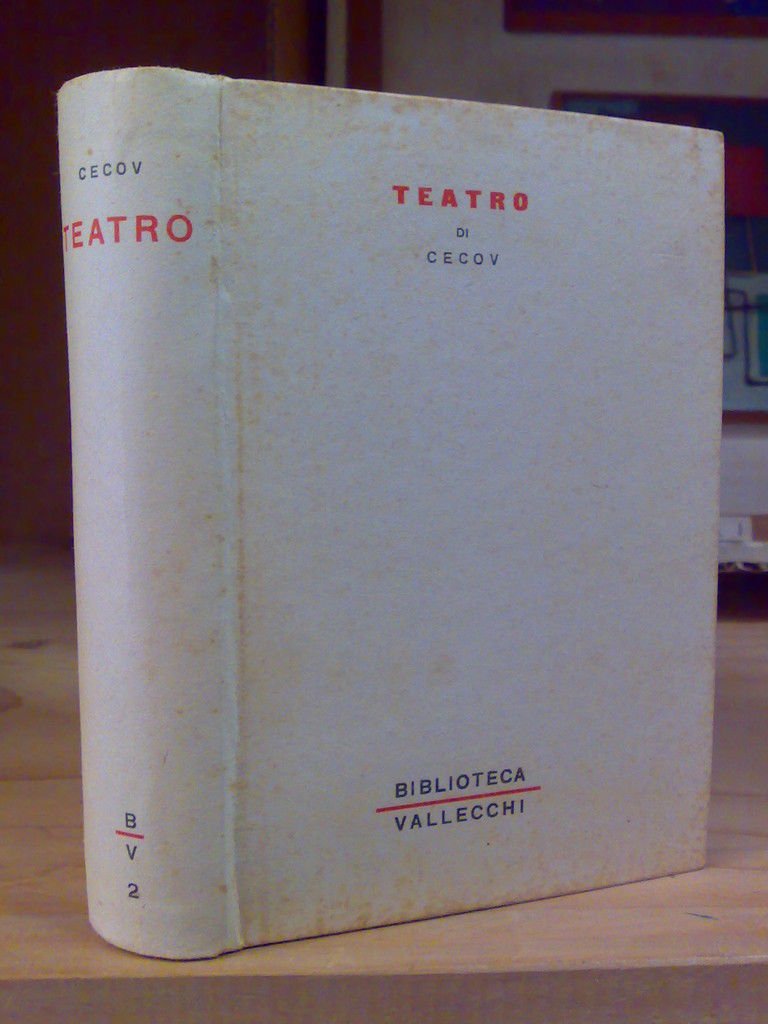 CECOV
TEATRO
B
V
2
TEATRO
DI
CECOV
BIBLIOTECA
VALLECCHI